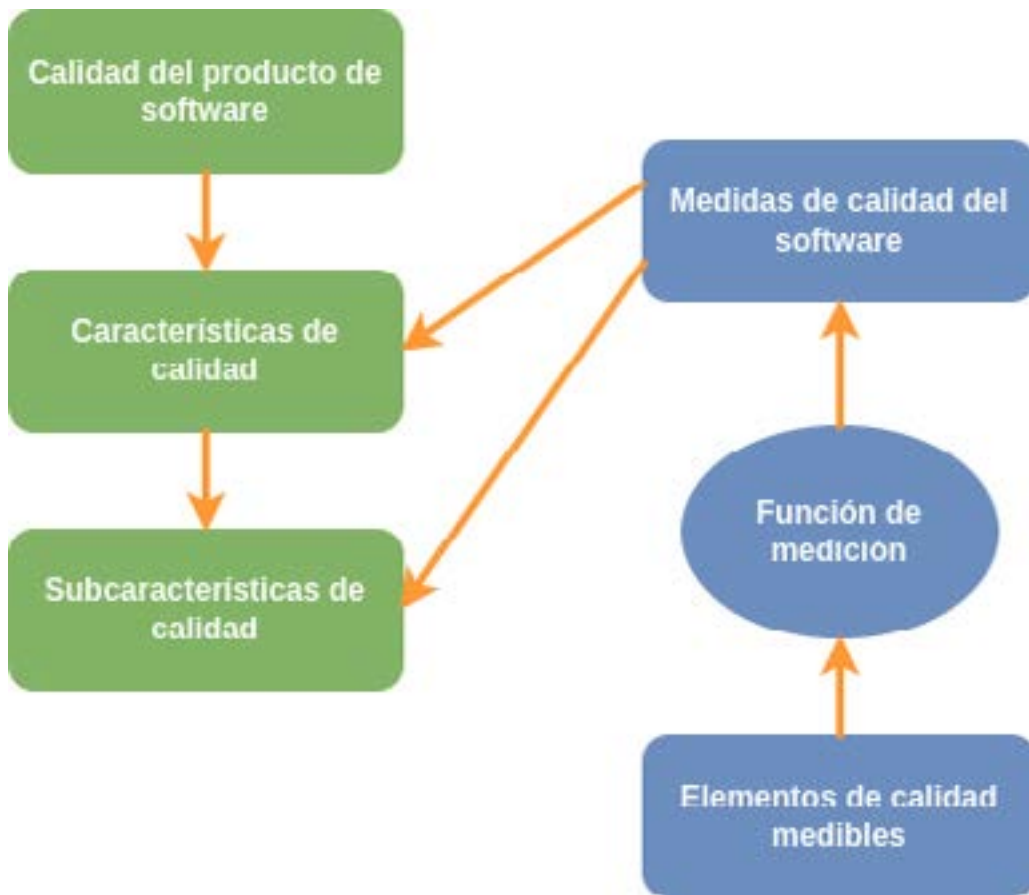 Calidad del producto de
software
Características de
calidad
Subcaracterísticas de
calidad
Medidas de calidad del
software
Función de
medición
Elementos de calidad
medibles